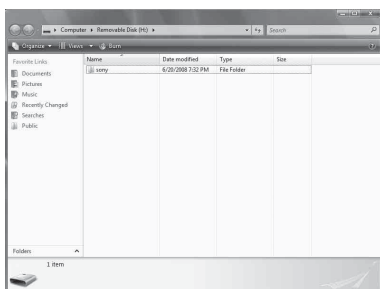 Computer ▸ Removable Disk (H:) ▸
Search
Organize Views Burn
Favorite Links
Documents
Pictures
Music
Recently Changed
Searches
Public
Folders
Name Date modified Type Size
sony 6/20/2008 7:32 PM File Folder
1 item